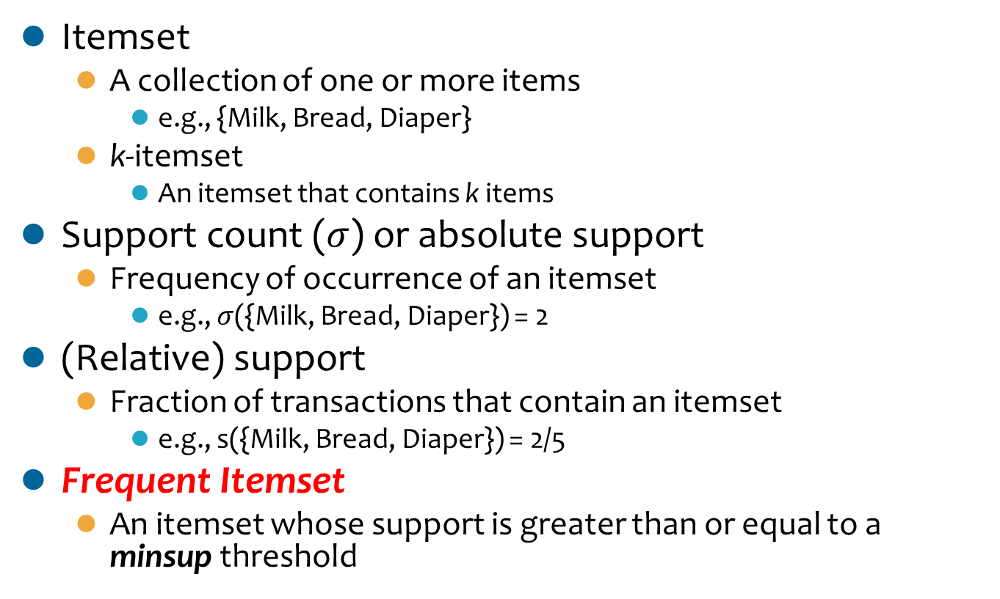 Itemset
A collection of one or more items
e.g., {Milk, Bread, Diaper}
k-itemset
An itemset that contains k items
Support count (σ) or absolute support
Frequency of occurrence of an itemset
e.g., σ({Milk, Bread, Diaper}) = 2
(Relative) support
Fraction of transactions that contain an itemset
e.g., s({Milk, Bread, Diaper}) = 2/5
Frequent Itemset
An itemset whose support is greater than or equal to a
minsup threshold